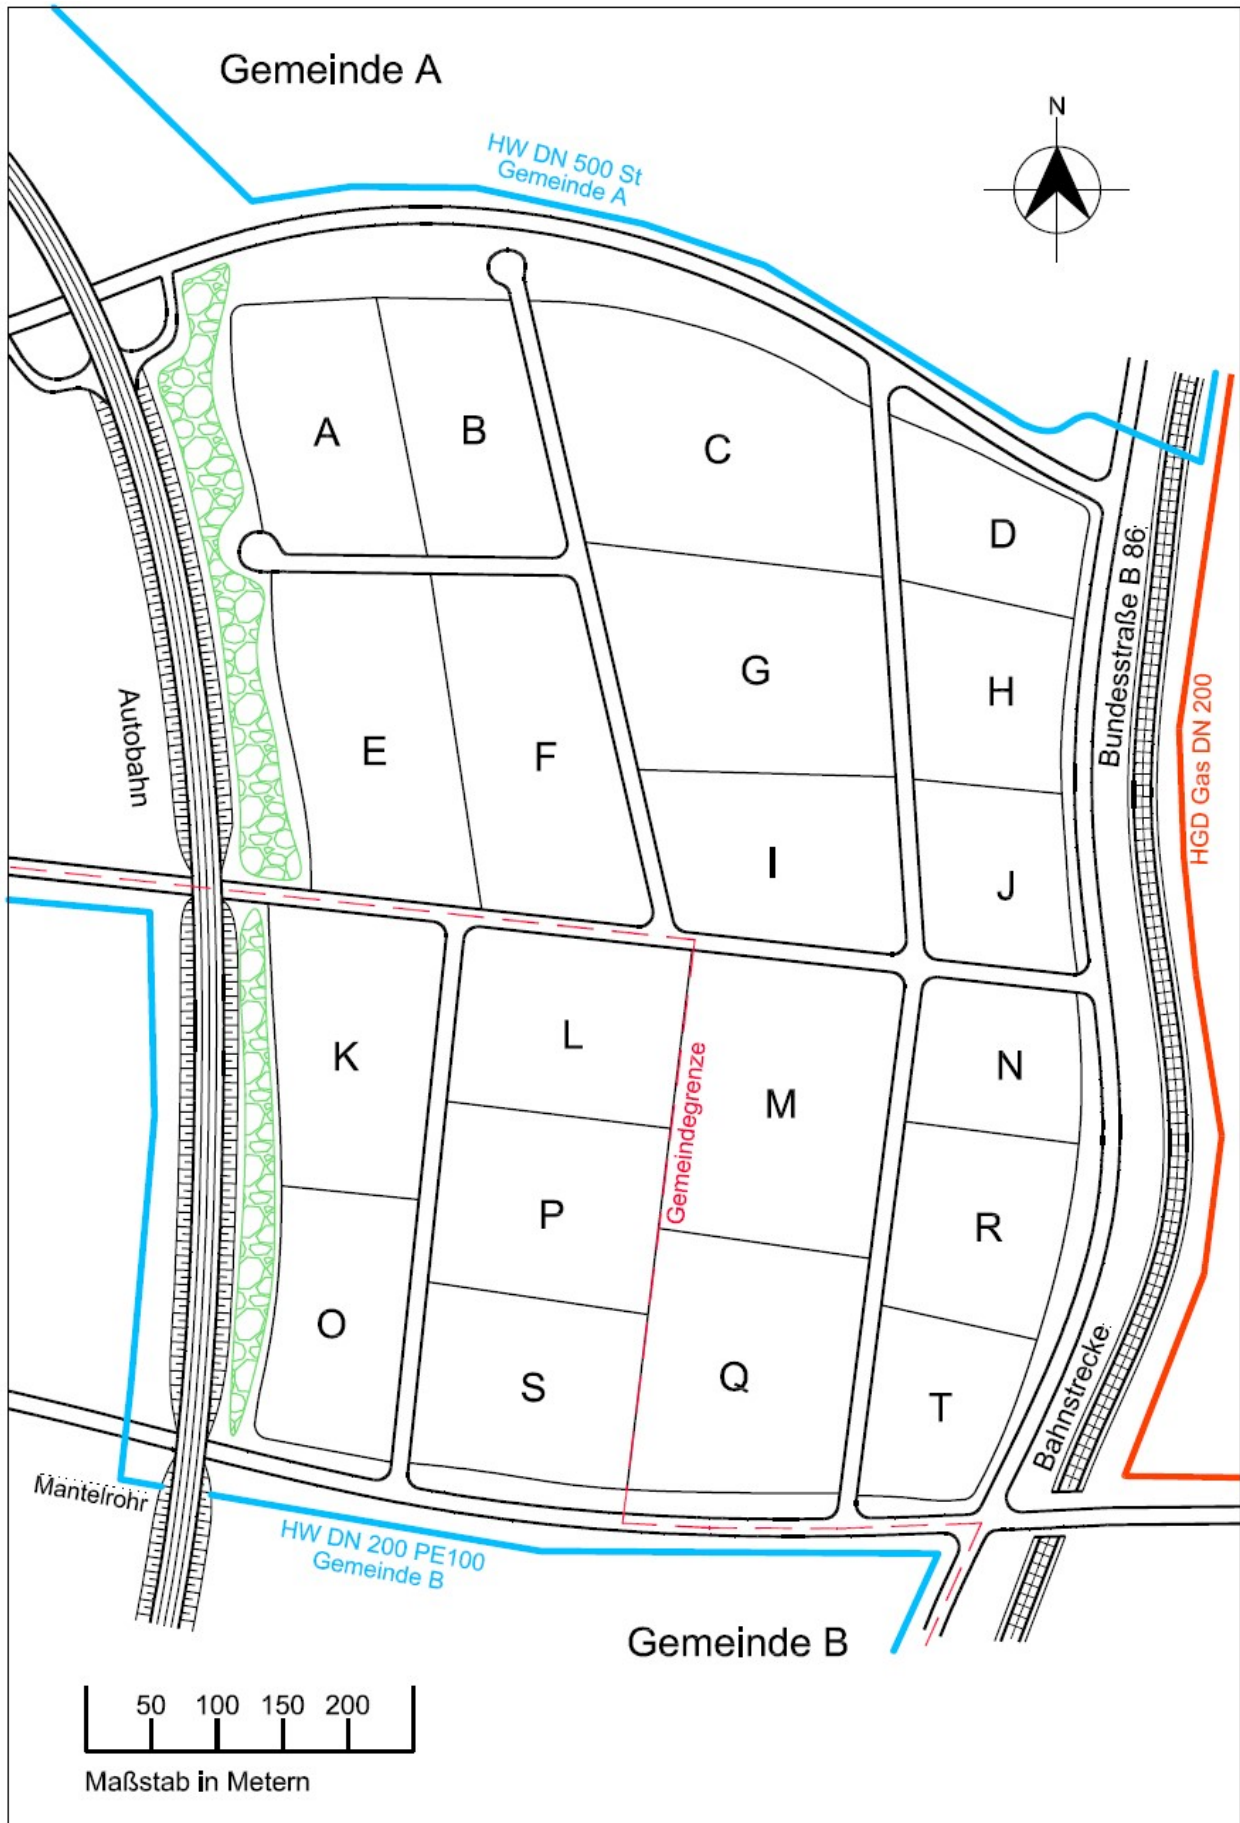 Gemeinde A
N
HW DN 500 St
Gemeinde A
A
B
C
D
Bundesstraße B 86
G
H
Autobahn
E
F
HGD Gas DN 200
I
J
K
L
Gemeindegrenze
M
N
P
R
O
S
Q
T
Bahnstrecke
Mantelrohr
HW DN 200 PE100
Gemeinde B
Gemeinde B
50 100 150 200
Maßstab in Metern